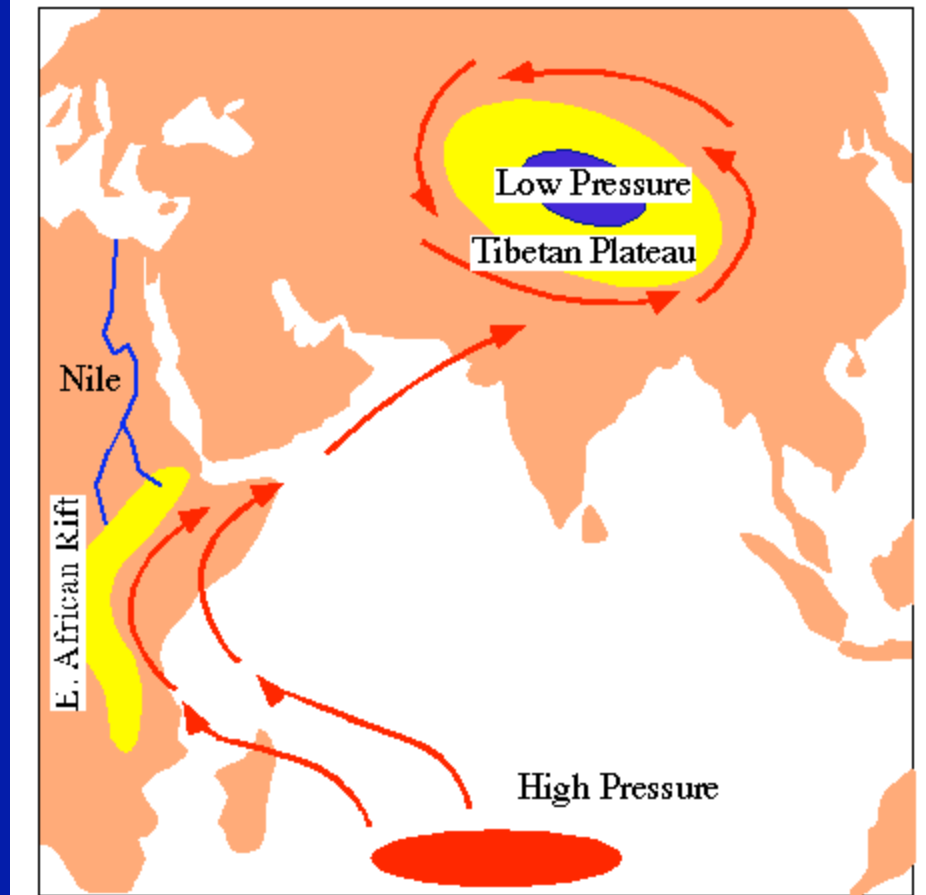 Low Pressure
Tibetan Plateau
Nile
E. African Rift
High Pressure